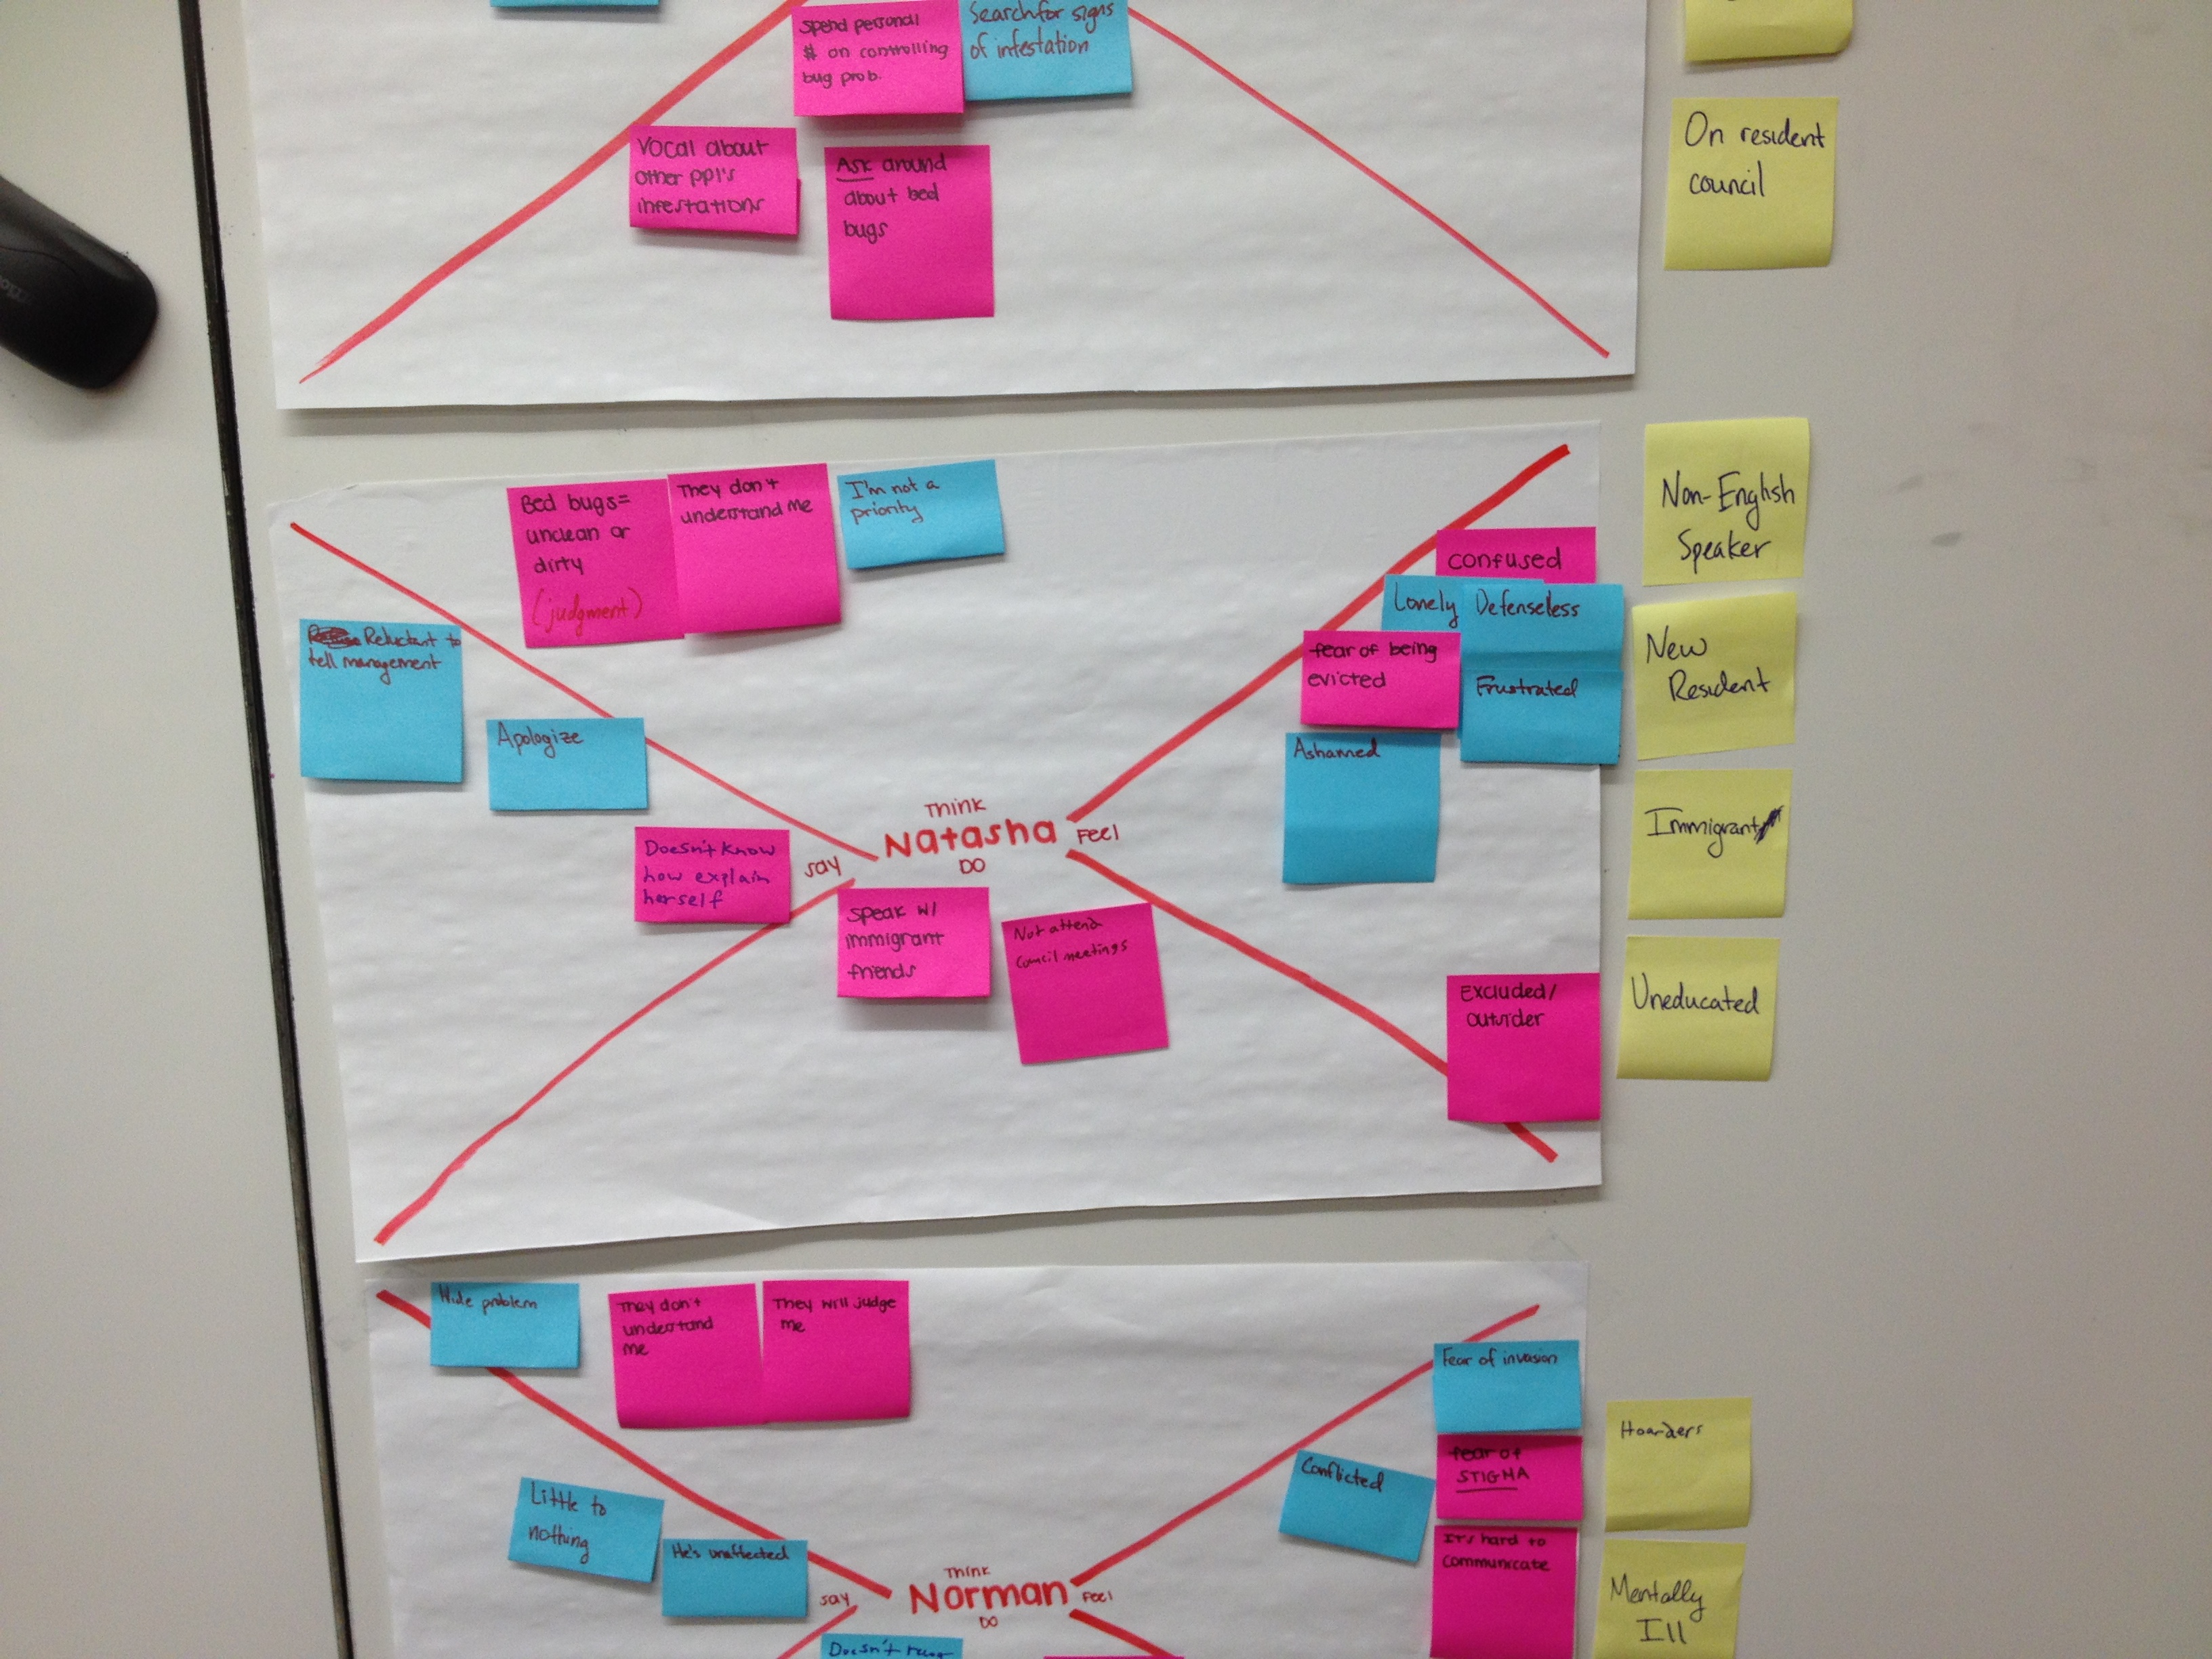 Spend personal
$ on controlling
bug prob.
Search for signs
of infestation
Vocal about
other ppl's
infestations
Ask around
about bed
bugs
On resident
council
Bed bugs=
unclean or
dirty
(judgment)
They don't
understand me
I'm not a
priority
Reluctant to
tell management
Apologize
Doesn't know
how explain
herself
Think
Natasha
Say
Feel
DO
speak w/
immigrant
friends
Not attend
council meetings
confused
Lonely
Defenseless
fear of being
evicted
Frustrated
Ashamed
Excluded/
outsider
Non-English
Speaker
New
Resident
Immigrant
Uneducated
Hide problem
They don't
understand
me
They will judge
me
Little to
nothing
He's unaffected
Think
Norman
say
Feel
DO
Doesn't
Fear of invasion
Conflicted
fear of
STIGMA
It's hard to
communicate
Hoarders
Mentally
Ill